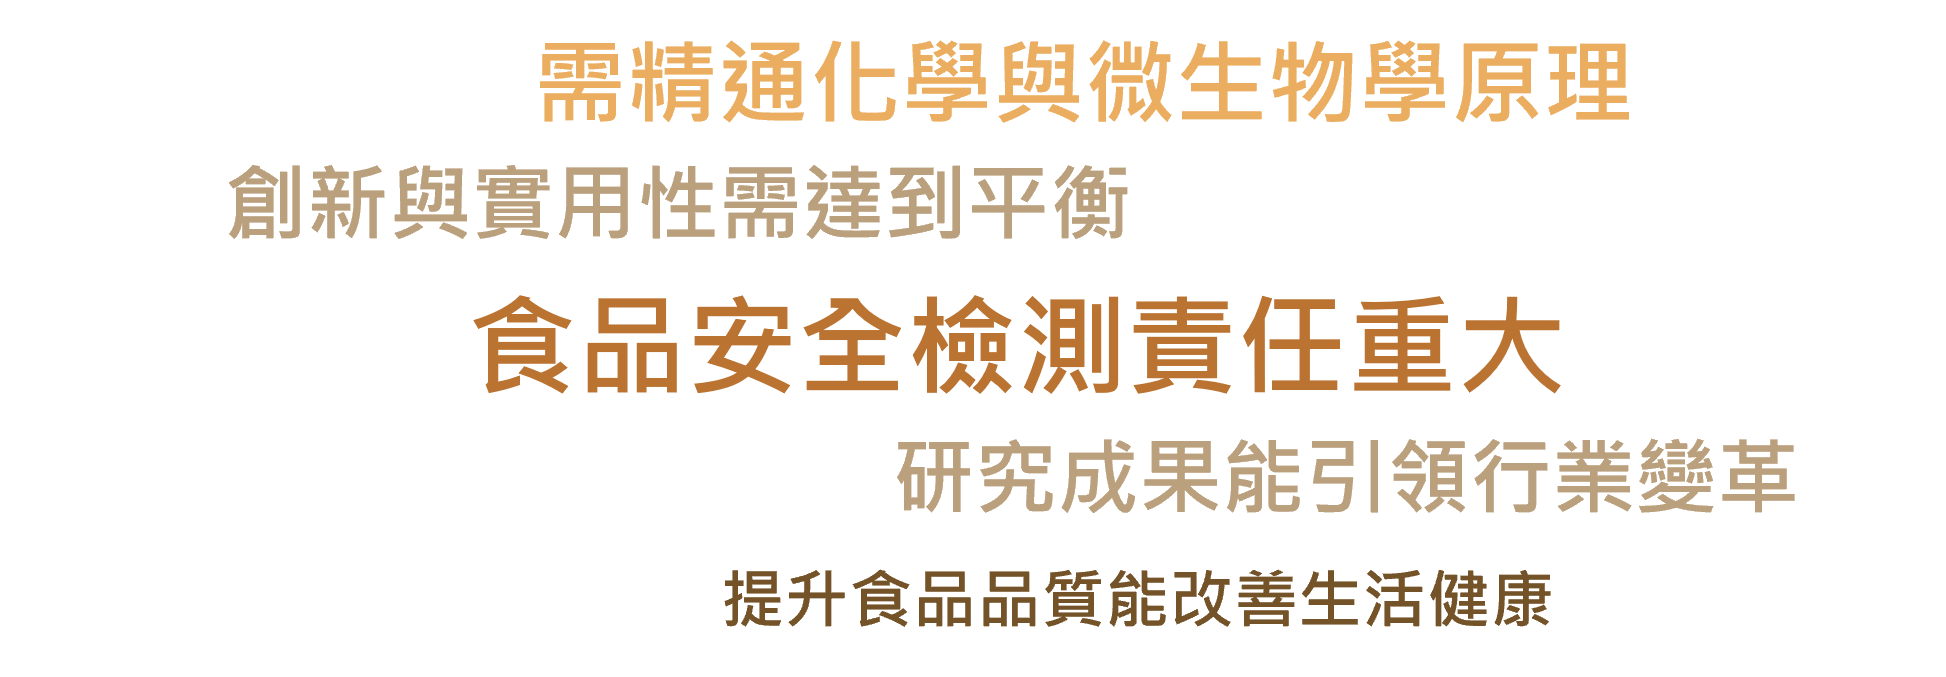 需精通化學與微生物學原理
創新與實用性需達到平衡
食品安全檢測責任重大
研究成果能引領行業變革
提升食品品質能改善生活健康